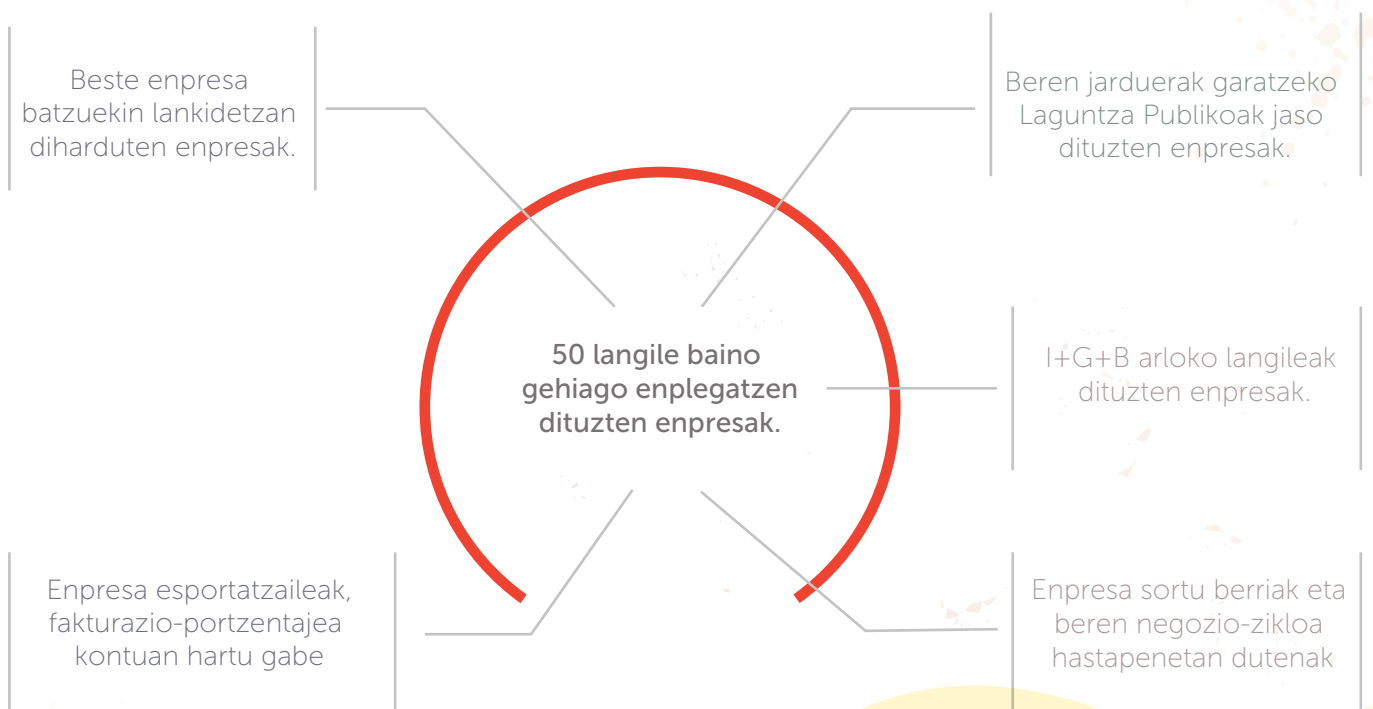 Beste enpresa
batzuekin lankidetzan
diharduten enpresak.
Beren jarduerak garatzeko
Laguntza Publikoak jaso
dituzten enpresak.
50 langile baino
gehiago enplegatzen
dituzten enpresak.
I+G+B arloko langileak
dituzten enpresak.
Enpresa esportatzaileak,
fakturazio-portzentajea
kontuan hartu gabe
Enpresa sortu berriak eta
beren negozio-zikloa
hastapenetan dutenak